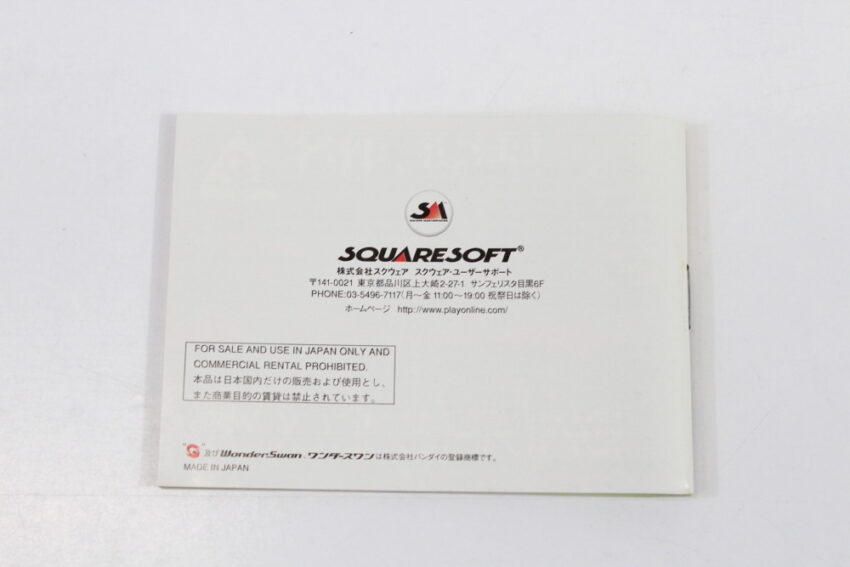 SM
SQUARESOFT®
株式会社スクウェア スクウェア・ユーザーサポート
〒141-0021 東京都品川区上大崎2-27-1 サンフェリスタ目黒6F
PHONE:03-5496-7117(月〜金 11:00〜19:00 祝祭日は除く)
ホームページ http://www.playonline.com/
FOR SALE AND USE IN JAPAN ONLY AND
COMMERCIAL RENTAL PROHIBITED.
本品は日本国内だけの販売および使用とし、
また商業目的の賃貸は禁止されています。
及び WonderSwan、ワンダースワンは株式会社バンダイの登録商標です。
MADE IN JAPAN